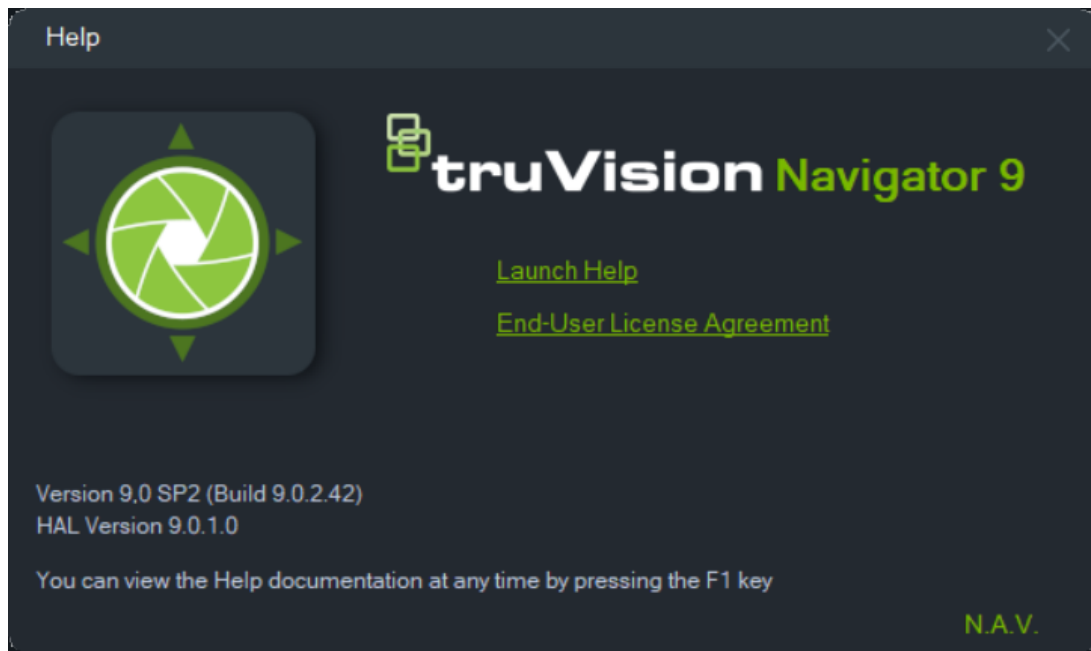 Help
truVision Navigator 9
Launch Help
End-User License Agreement
Version 9,0 SP2 (Build 9.0.2.42)
HAL Version 9.0.1.0
You can view the Help documentation at any time by pressing the F1 key
N.A.V.